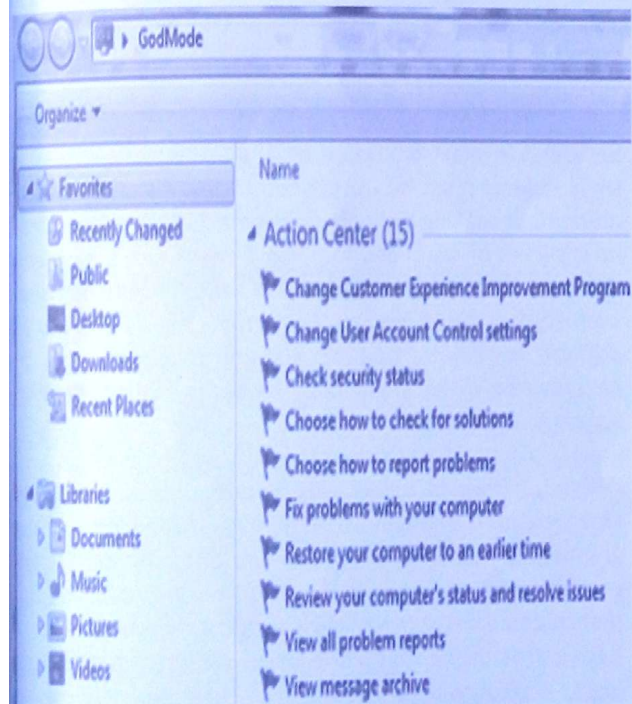 GodMode
Organize
Favorites
Recently Changed
Public
Desktop
Downloads
Recent Places
Libraries
Documents
Music
Pictures
Videos
Name
Action Center (15)
Change Customer Experience Improvement Program
Change User Account Control settings
Check security status
Choose how to check for solutions
Choose how to report problems
Fix problems with your computer
Restore your computer to an earlier time
Review your computer's status and resolve issues
View all problem reports
View message archive